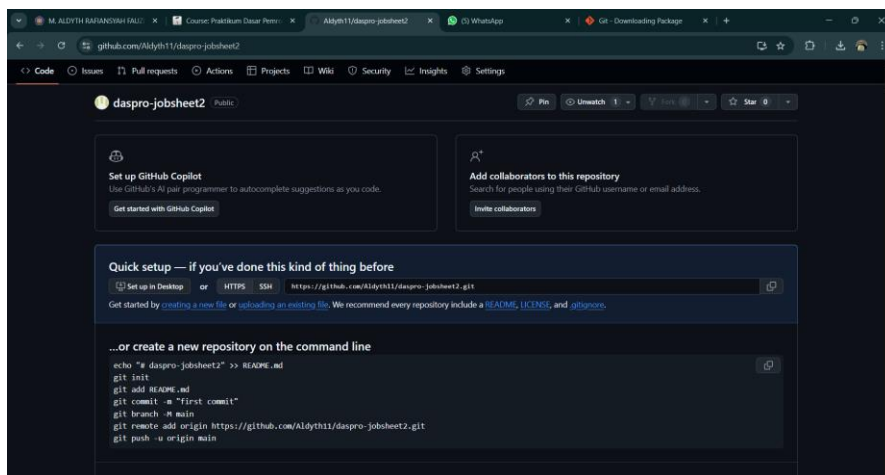 M. ALDYTH RAFIANSYAH FAUZI
Course: Praktikum Dasar Pemro
Aldyth11/daspro-jobsheet2
(5) WhatsApp
Git - Downloading Package
github.com/Aldyth11/daspro-jobsheet2
Code Issues Pull requests Actions Projects Wiki Security Insights Settings
daspro-jobsheet2 Public Pin Unwatch 1 Fork 0 Star 0
Set up GitHub Copilot
Use GitHub's AI pair programmer to autocomplete suggestions as you code.
Get started with GitHub Copilot
Add collaborators to this repository
Search for people using their GitHub username or email address.
Invite collaborators
Quick setup — if you've done this kind of thing before
Set up in Desktop or HTTPS SSH https://github.com/Aldyth11/daspro-jobsheet2.git
Get started by creating a new file or uploading an existing file. We recommend every repository include a README, LICENSE, and .gitignore.
...or create a new repository on the command line
echo "# daspro-jobsheet2" >> README.md
git init
git add README.md
git commit -m "first commit"
git branch -M main
git remote add origin https://github.com/Aldyth11/daspro-jobsheet2.git
git push -u origin main